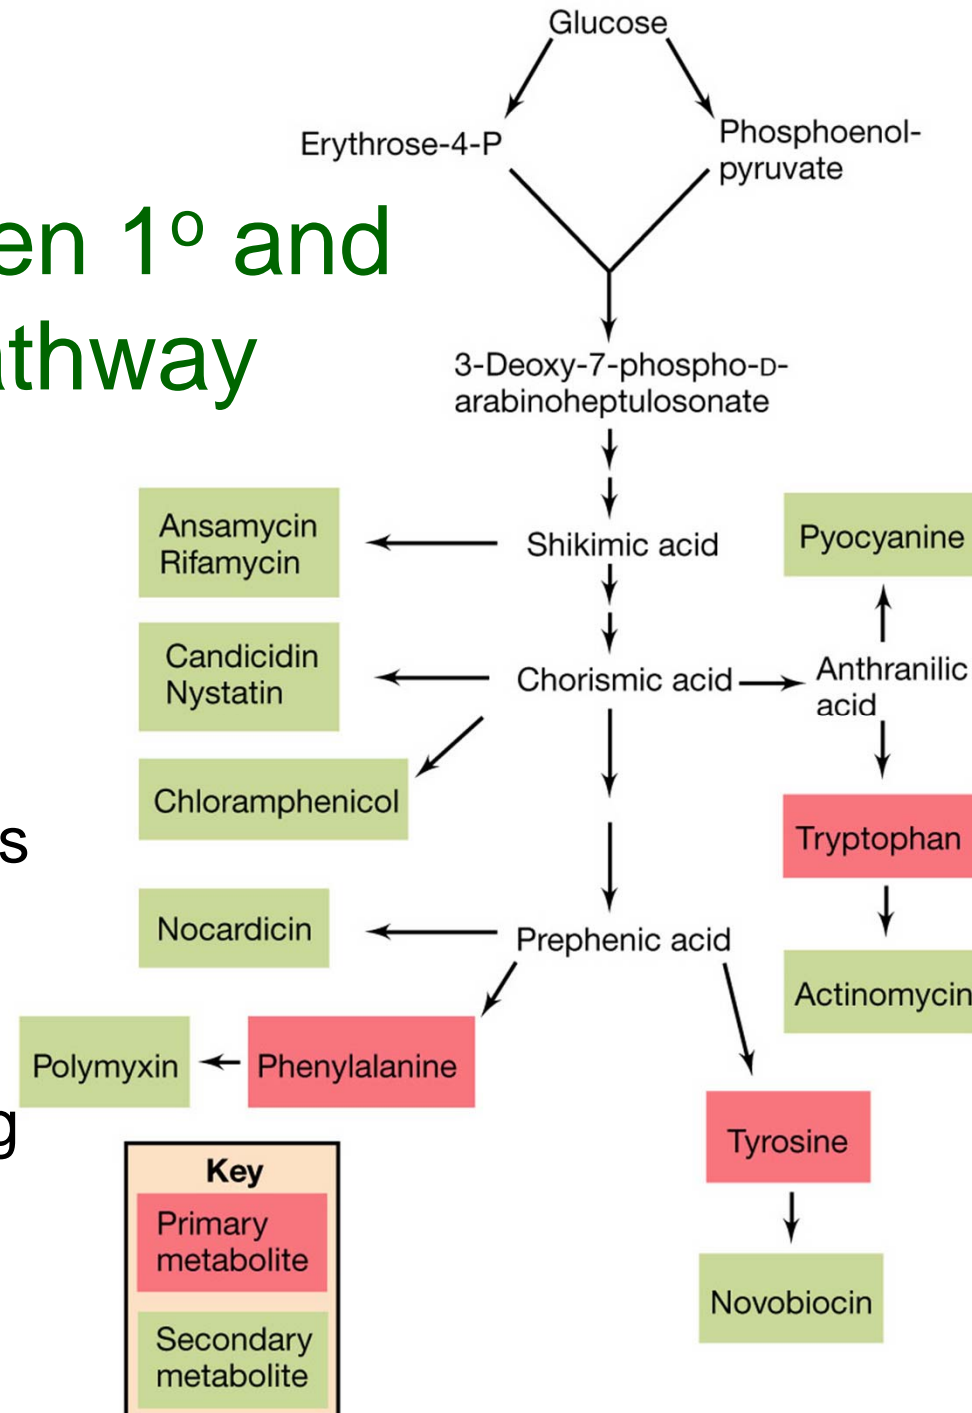 Glucose
Erythrose-4-P
Phosphoenol-
pyruvate
en 1º and
athway
3-Deoxy-7-phospho-D-
arabinoheptulosonate
Ansamycin
Rifamycin
Shikimic acid
Pyocyanine
Candicidin
Nystatin
Chorismic acid
Anthranilic
acid
Chloramphenicol
s
Tryptophan
Nocardicin
Prephenic acid
Actinomycin
Polymyxin
Phenylalanine
g
Tyrosine
Key
Primary
metabolite
Novobiocin
Secondary
metabolite